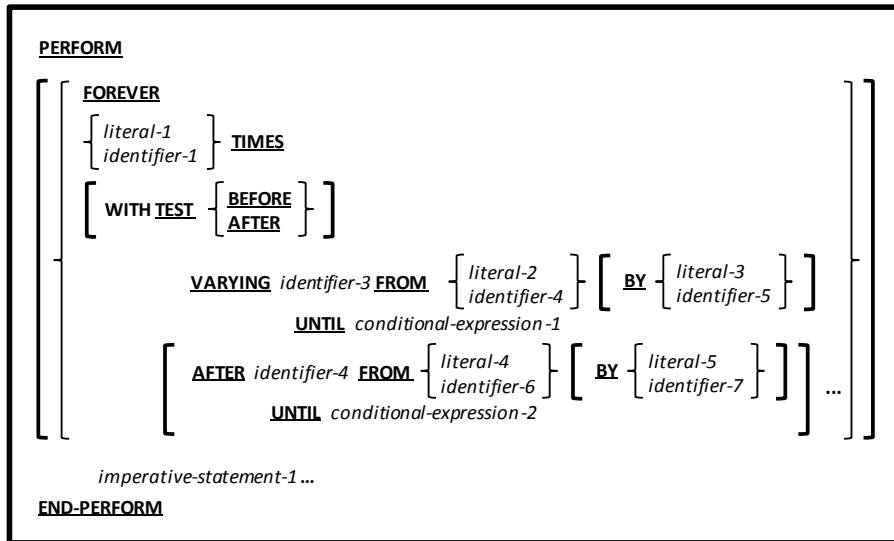 PERFORM
FOREVER
literal-1
identifier-1
TIMES
WITH TEST
BEFORE
AFTER
VARYING identifier-3 FROM
literal-2
identifier-4
BY
literal-3
identifier-5
UNTIL conditional-expression-1
AFTER identifier-4 FROM
literal-4
identifier-6
BY
literal-5
identifier-7
...
UNTIL conditional-expression-2
imperative-statement-1 ...
END-PERFORM